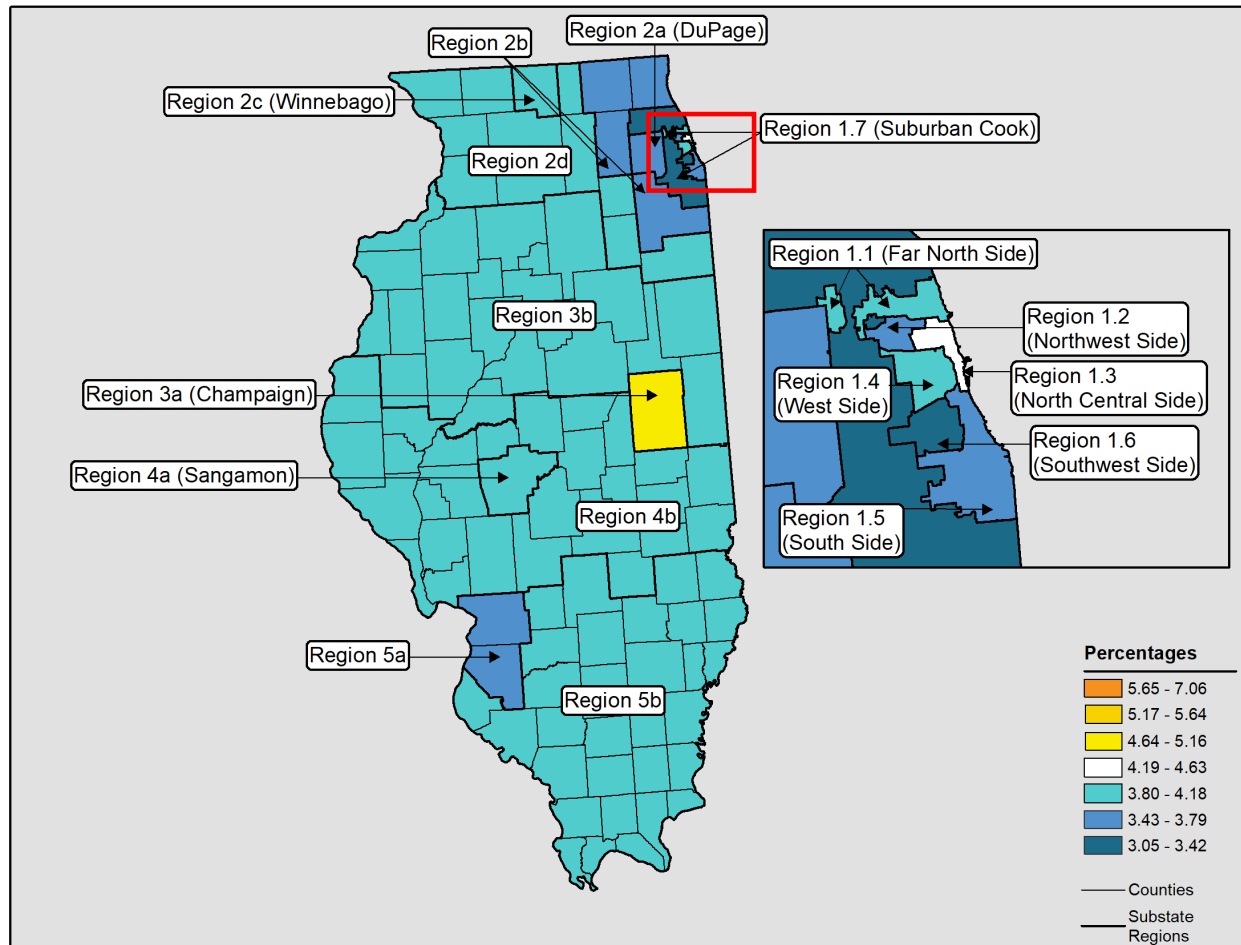 Region 2a (DuPage)
Region 2b
Region 2c (Winnebago)
Region 1.7 (Suburban Cook)
Region 2d
Region 1.1 (Far North Side)
Region 3b
Region 1.2
(Northwest Side)
Region 1.4
(West Side)
Region 1.3
(North Central Side)
Region 3a (Champaign)
Region 1.6
(Southwest Side)
Region 4a (Sangamon)
Region 4b
Region 1.5
(South Side)
Region 5a
Region 5b
Percentages
5.65 - 7.06
5.17 - 5.64
4.64 - 5.16
4.19 - 4.63
3.80 - 4.18
3.43 - 3.79
3.05 - 3.42
Counties
Substate
Regions